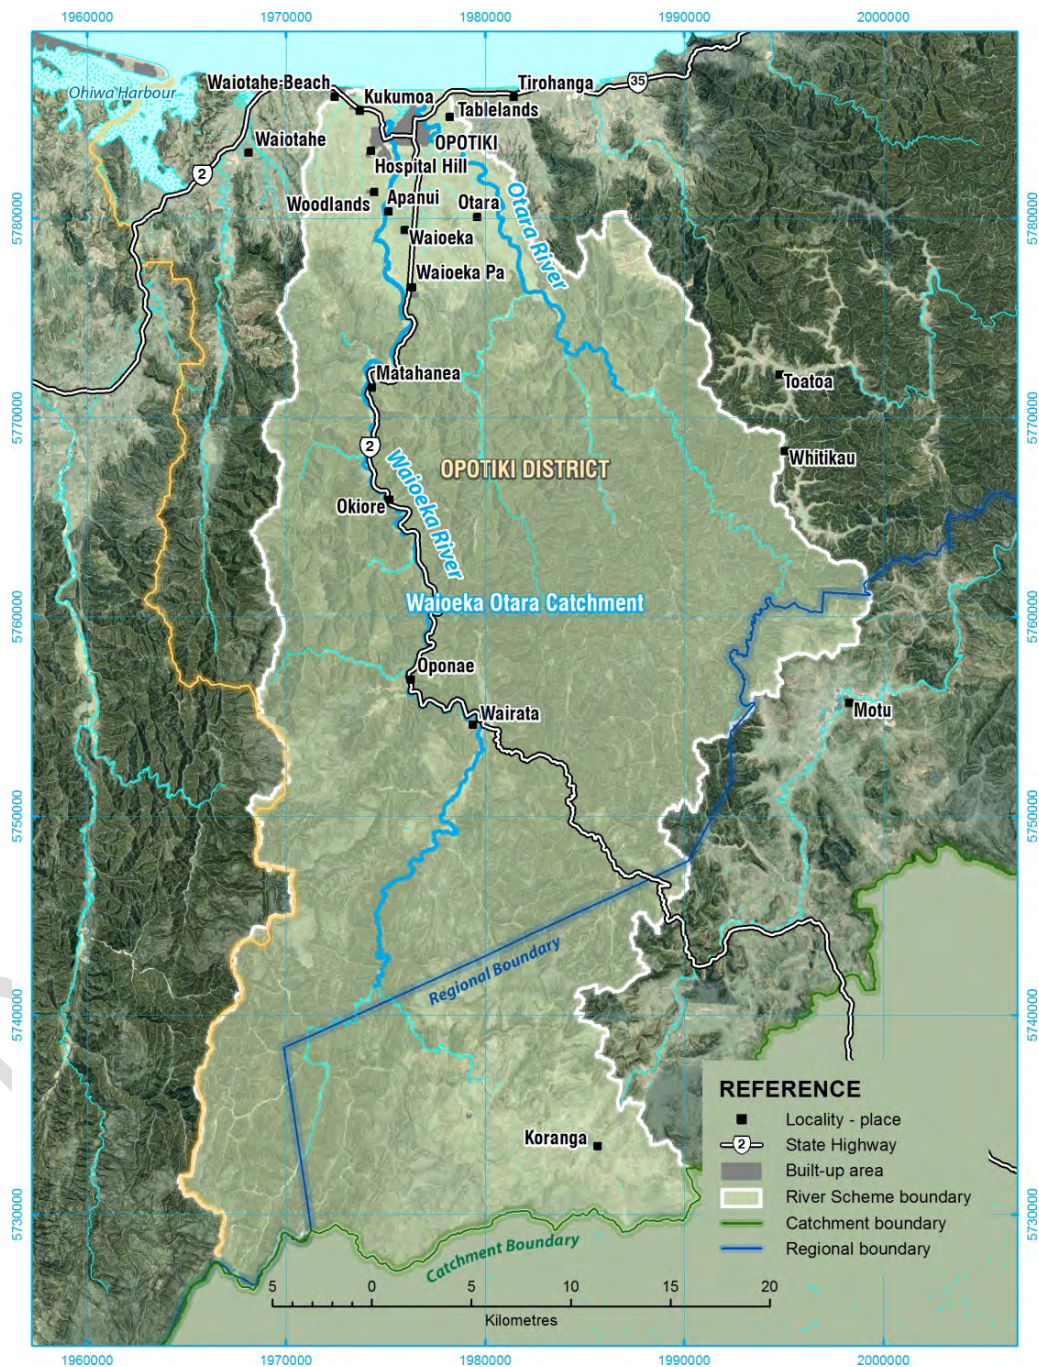 1960000
1970000
1980000
1990000
2000000
Ohiwa Harbour
Waiotahe Beach
Kukumoa
Tirohanga
35
Tablelands
OPOTIKI
Waiotahe
Hospital Hill
2
Woodlands
Apanui
Otara
Otara River
5780000
5780000
Waioeka
Waioeka Pa
Matahanea
Toatoa
5770000
5770000
2
Whitikau
OPOTIKI DISTRICT
Waioeka River
Okiore
Waioeka Otara Catchment
5760000
5760000
Oponae
Wairata
Motu
5750000
5750000
Regional Boundary
5740000
5740000
REFERENCE
Locality - place
2
State Highway
Built-up area
River Scheme boundary
Catchment boundary
Regional boundary
Koranga
5730000
5730000
Catchment Boundary
5
0
5
10
15
20
Kilometres
1960000
1970000
1980000
1990000
2000000